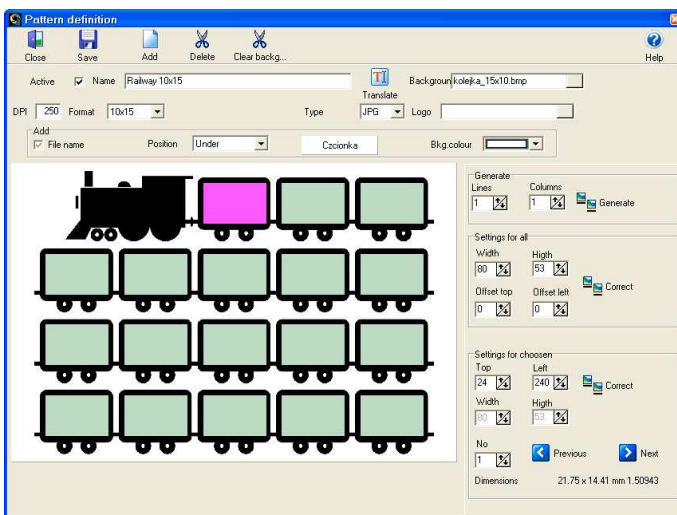 Pattern definition
Close Save Add Delete Clear backg... Help
Active Name Railway 10x15 Translate Backgroun kolejka_15x10.bmp
DPI 250 Format 10x15 Type JPG Logo
Add
File name Position Under Czcionka Bkg.colour
Generate
Lines Columns
1 1 Generate
Settings for all
Width Higth
80 53
Correct
Offset top Offset left
0 0
Settings for choosen
Top Left
24 240 Correct
Width Higth
80 53
No
1 Previous Next
Dimensions 21.75 x 14.41 mm 1.50943